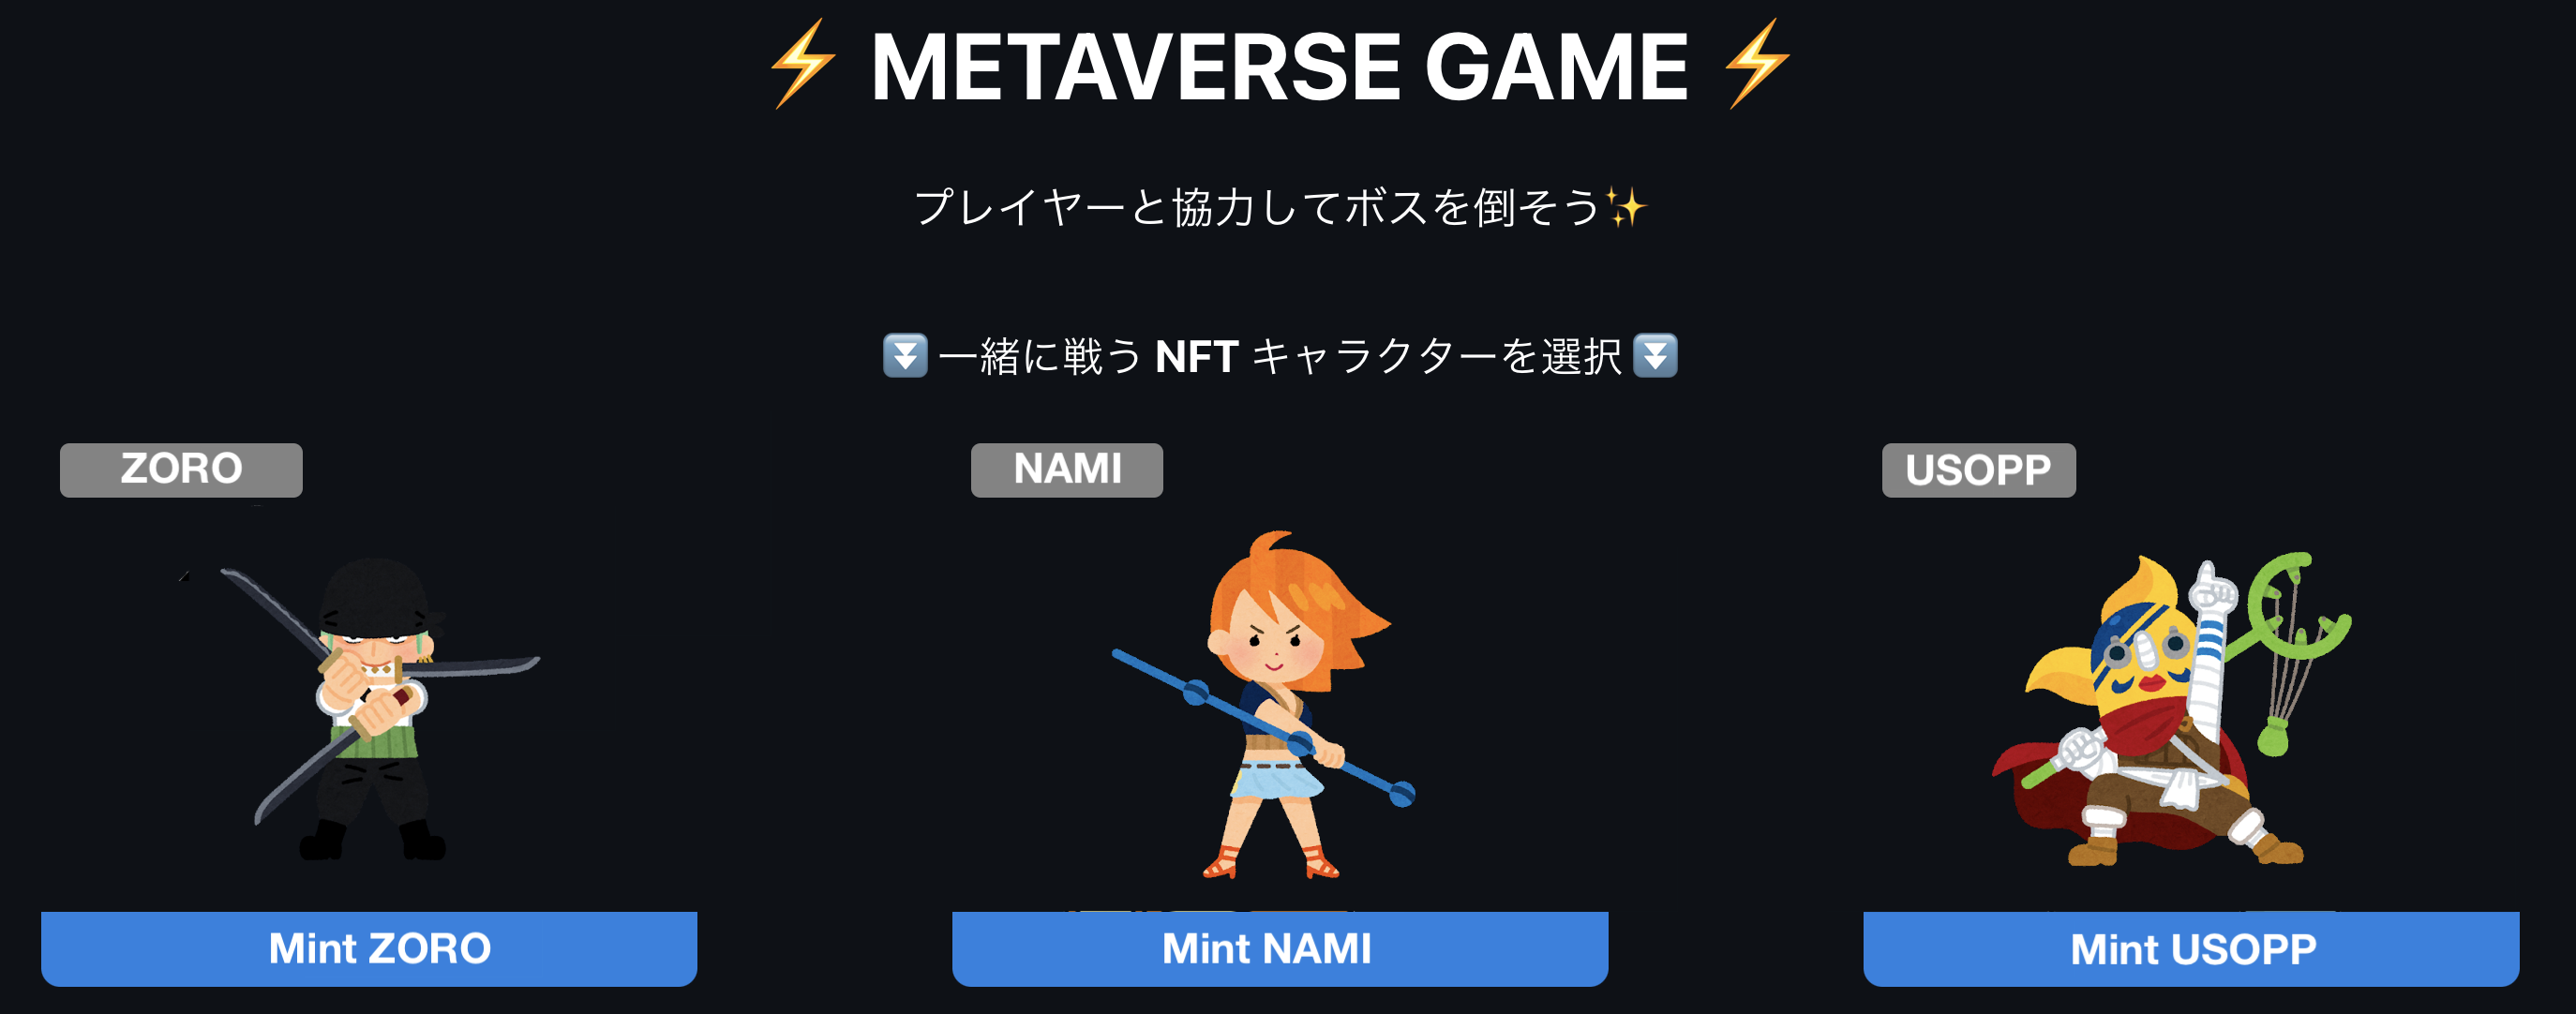 ⚡ METAVERSE GAME ⚡
プレイヤーと協力してボスを倒そう✨
⏬ 一緒に戦う NFT キャラクターを選択 ⏬
ZORO
NAMI
USOPP
Mint ZORO
Mint NAMI
Mint USOPP